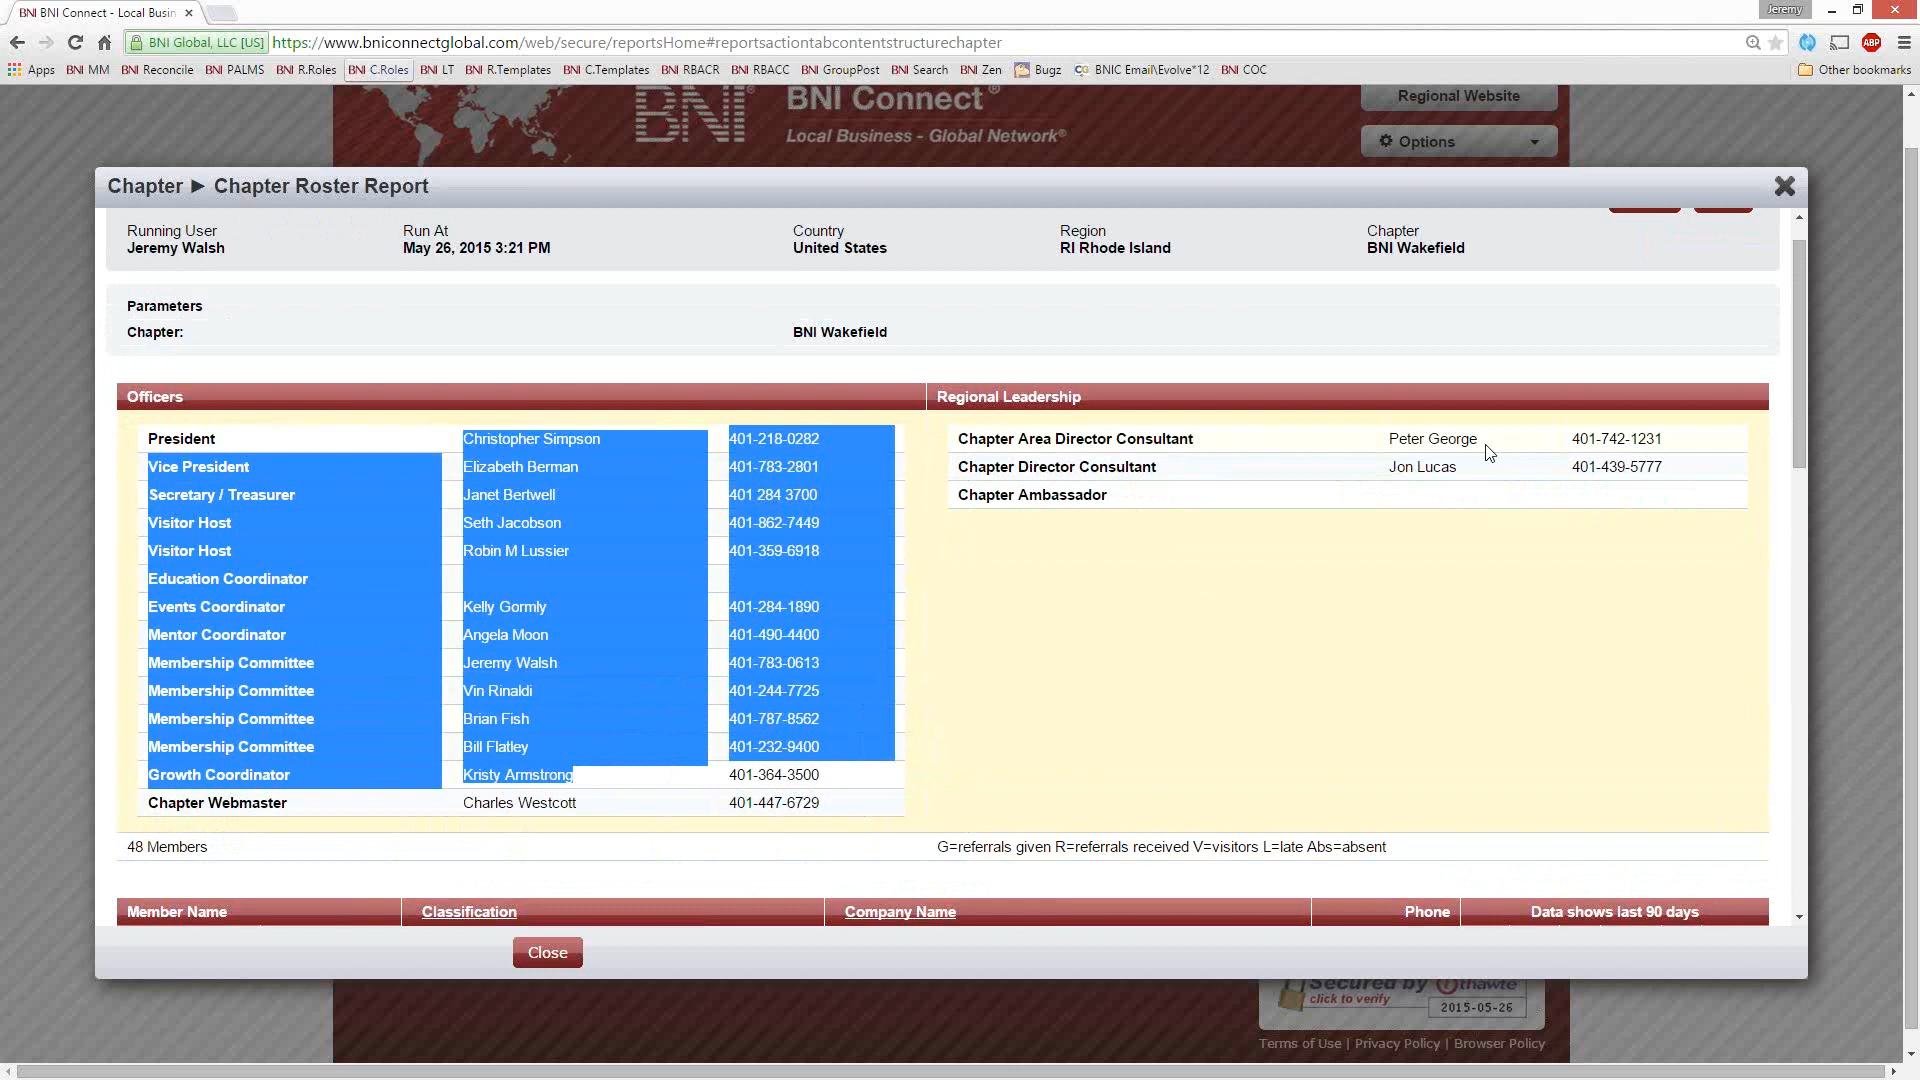 BNI BNI Connect - Local Busin
Jeremy
BNI Global, LLC [US] https://www.bniconnectglobal.com/web/secure/reportsHome#reportsactiontabcontentstructurechapter
ABP
Apps BNI MM BNI Reconcile BNI PALMS BNI R.Roles BNI C.Roles BNI LT BNI R.Templates BNI C.Templates BNI RBACR BNI RBACC BNI GroupPost BNI Search BNI Zen Bugz BNIC Email\Evolve*12 BNI COC Other bookmarks
BNI® BNI Connect® Regional Website
Local Business - Global Network® Options
Chapter ► Chapter Roster Report
Running User Run At Country Region Chapter
Jeremy Walsh May 26, 2015 3:21 PM United States RI Rhode Island BNI Wakefield
Parameters
Chapter: BNI Wakefield
Officers Regional Leadership
President Christopher Simpson 401-218-0282 Chapter Area Director Consultant Peter George 401-742-1231
Vice President Elizabeth Berman 401-783-2801 Chapter Director Consultant Jon Lucas 401-439-5777
Secretary / Treasurer Janet Bertwell 401 284 3700 Chapter Ambassador
Visitor Host Seth Jacobson 401-862-7449
Visitor Host Robin M Lussier 401-359-6918
Education Coordinator
Events Coordinator Kelly Gormly 401-284-1890
Mentor Coordinator Angela Moon 401-490-4400
Membership Committee Jeremy Walsh 401-783-0613
Membership Committee Vin Rinaldi 401-244-7725
Membership Committee Brian Fish 401-787-8562
Membership Committee Bill Flatley 401-232-9400
Growth Coordinator Kristy Armstrong 401-364-3500
Chapter Webmaster Charles Westcott 401-447-6729
48 Members G=referrals given R=referrals received V=visitors L=late Abs=absent
Member Name Classification Company Name Phone Data shows last 90 days
Close
Secured by thawte
click to verify 2015-05-26
Terms of Use | Privacy Policy | Browser Policy